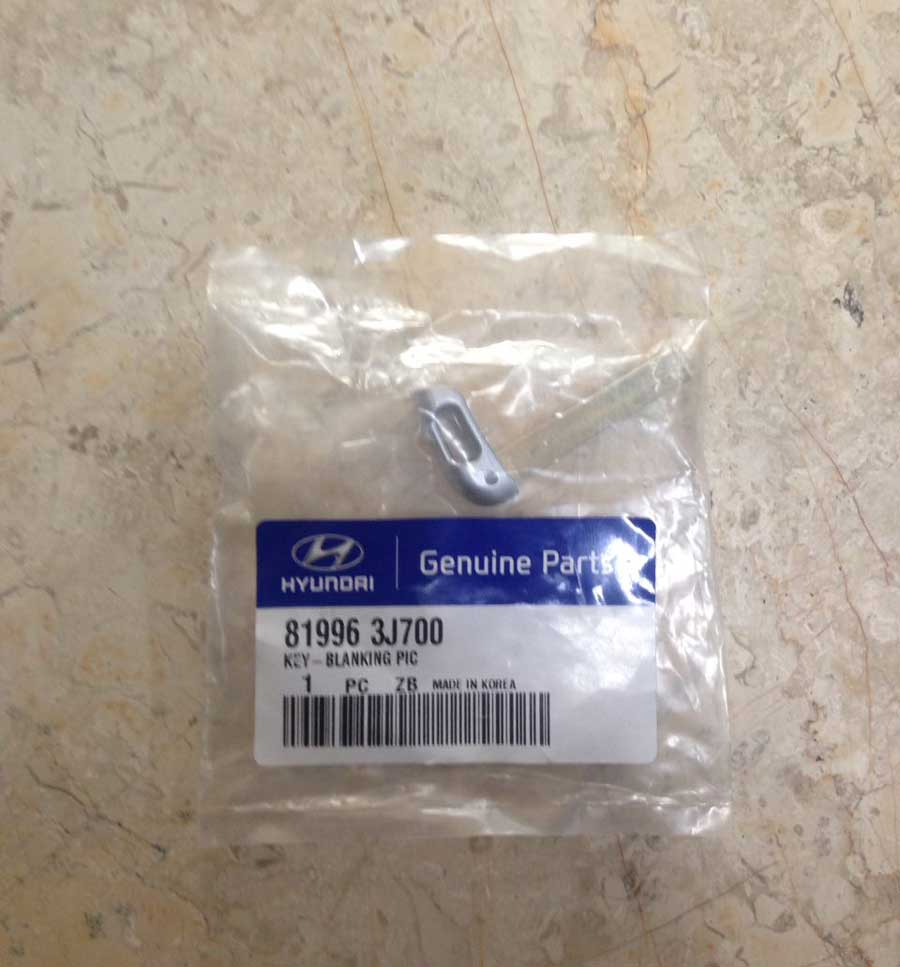 HYUNDAI
Genuine Parts
81996 3J700
KEY-BLANKING PIC
1 PC ZB MADE IN KOREA